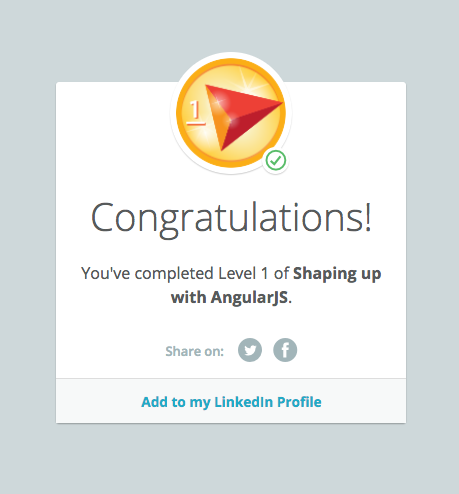 1
Congratulations!
You've completed Level 1 of Shaping up
with AngularJS.
Share on:
Add to my LinkedIn Profile